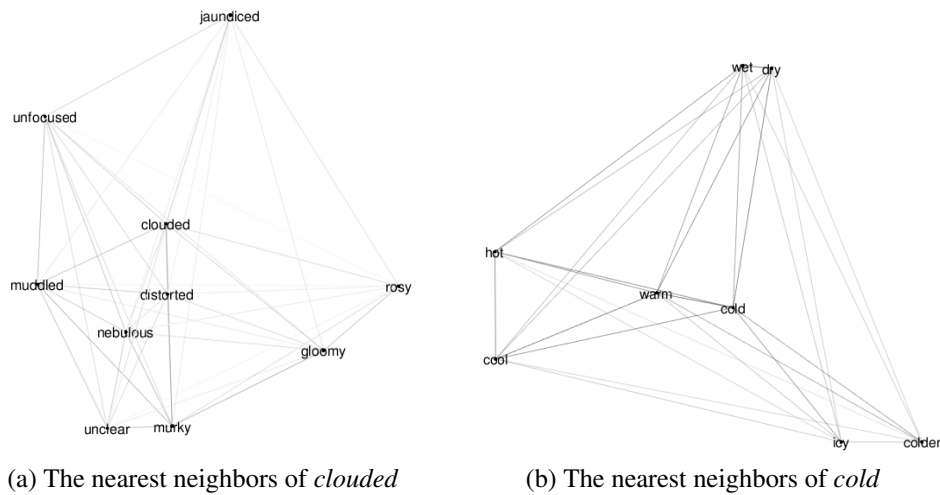 jaundiced
unfocused
clouded
muddled
distorted
rosy
nebulous
gloomy
unclear
murky
(a) The nearest neighbors of clouded
wet
dry
hot
warm
cold
cool
icy
colder
(b) The nearest neighbors of cold